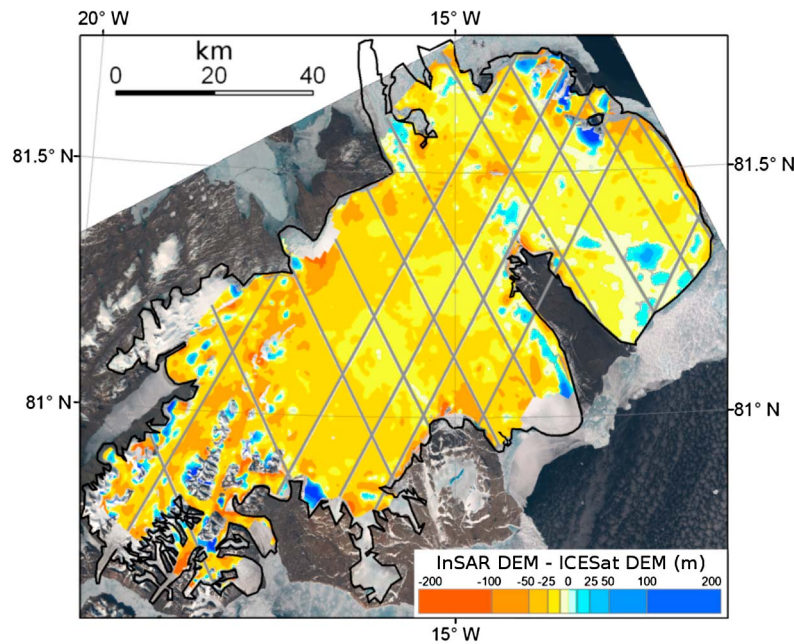 20° W 15° W
km
0 20 40
81.5° N 81.5° N
81° N 81° N
InSAR DEM - ICESat DEM (m)
-200 -100 -50 -25 0 25 50 100 200
15° W